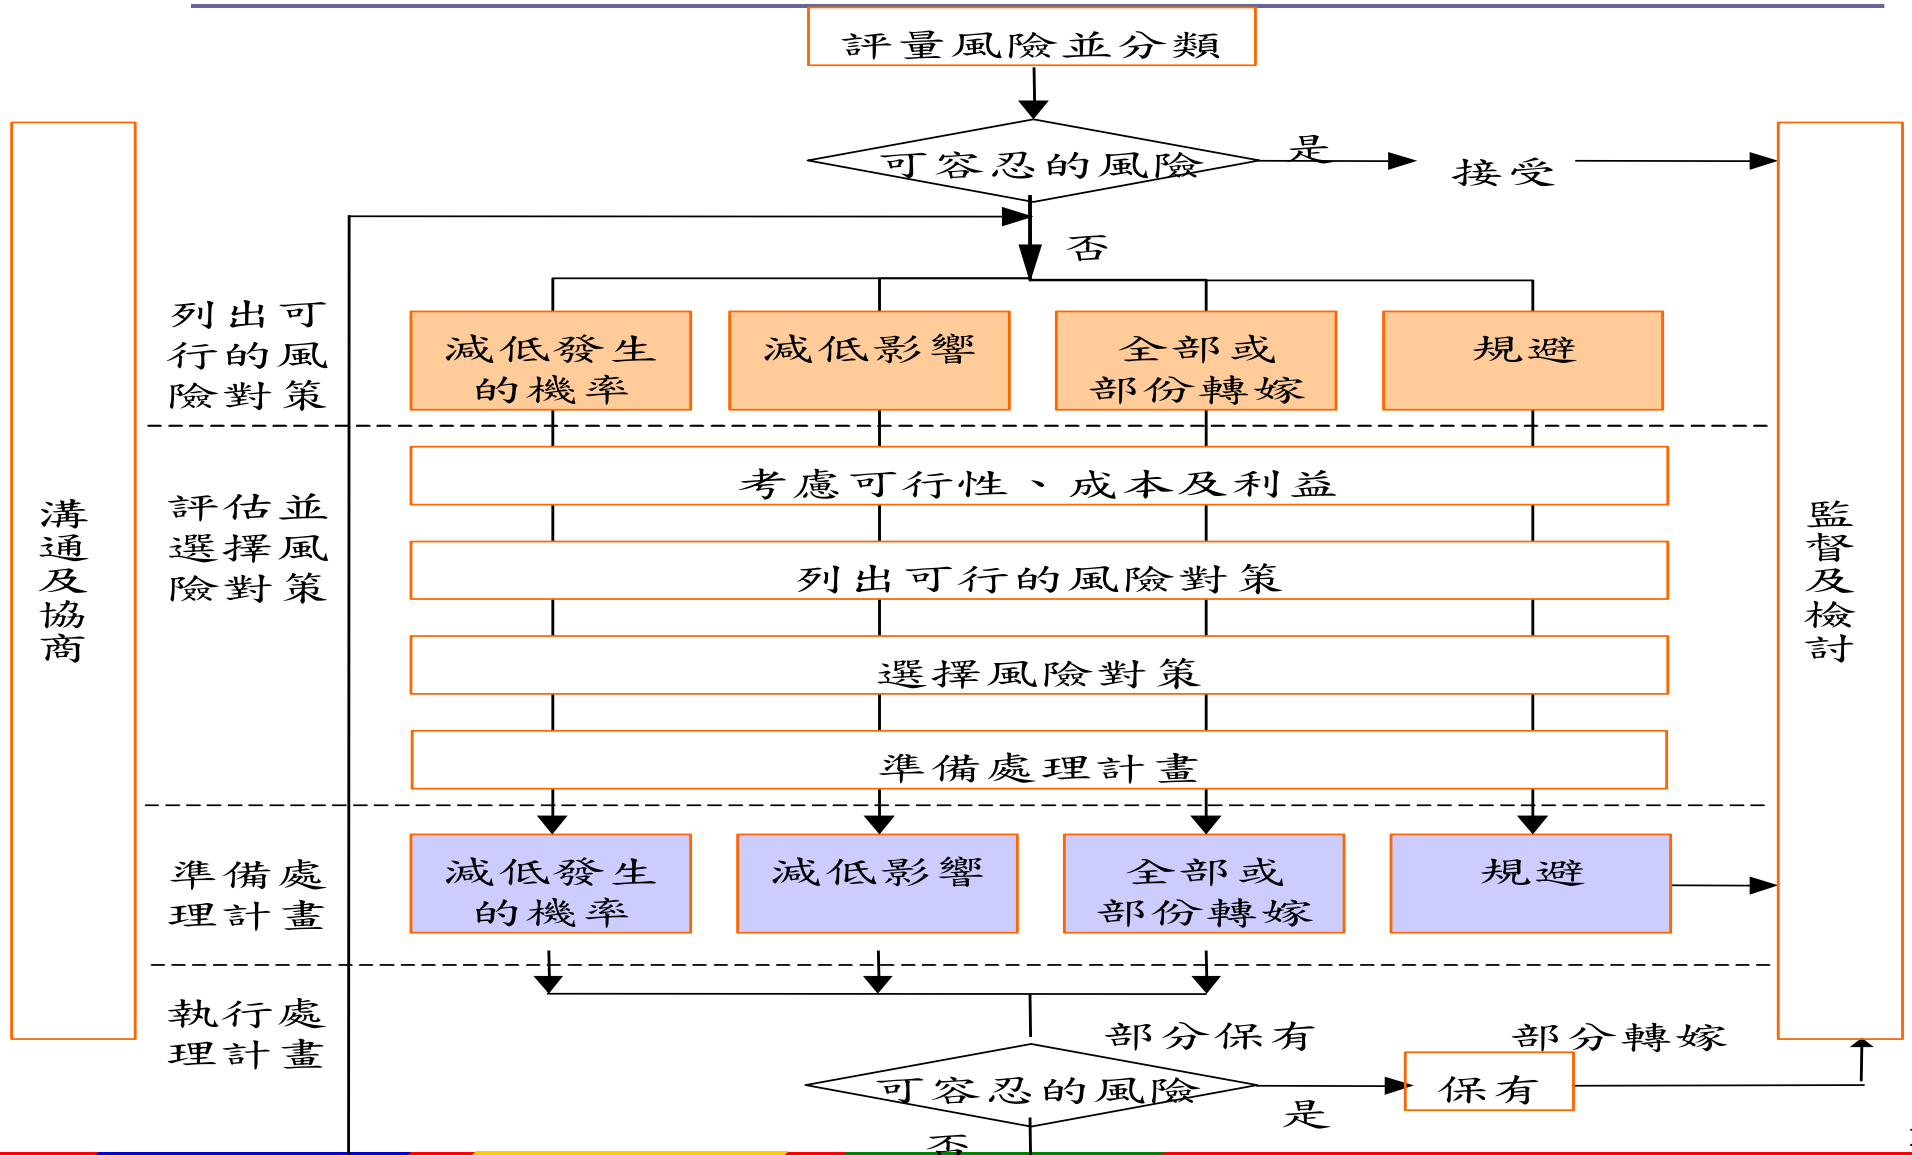 評量風險並分類
可容忍的風險
是
接受
否
列出可
行的風
險對策
減低發生
的機率
減低影響
全部或
部份轉嫁
規避
溝通及協商
評估並
選擇風
險對策
考慮可行性、成本及利益
列出可行的風險對策
選擇風險對策
準備處理計畫
監督及檢討
準備處
理計畫
減低發生
的機率
減低影響
全部或
部份轉嫁
規避
執行處
理計畫
部分保有
部分轉嫁
可容忍的風險
是
保有
否